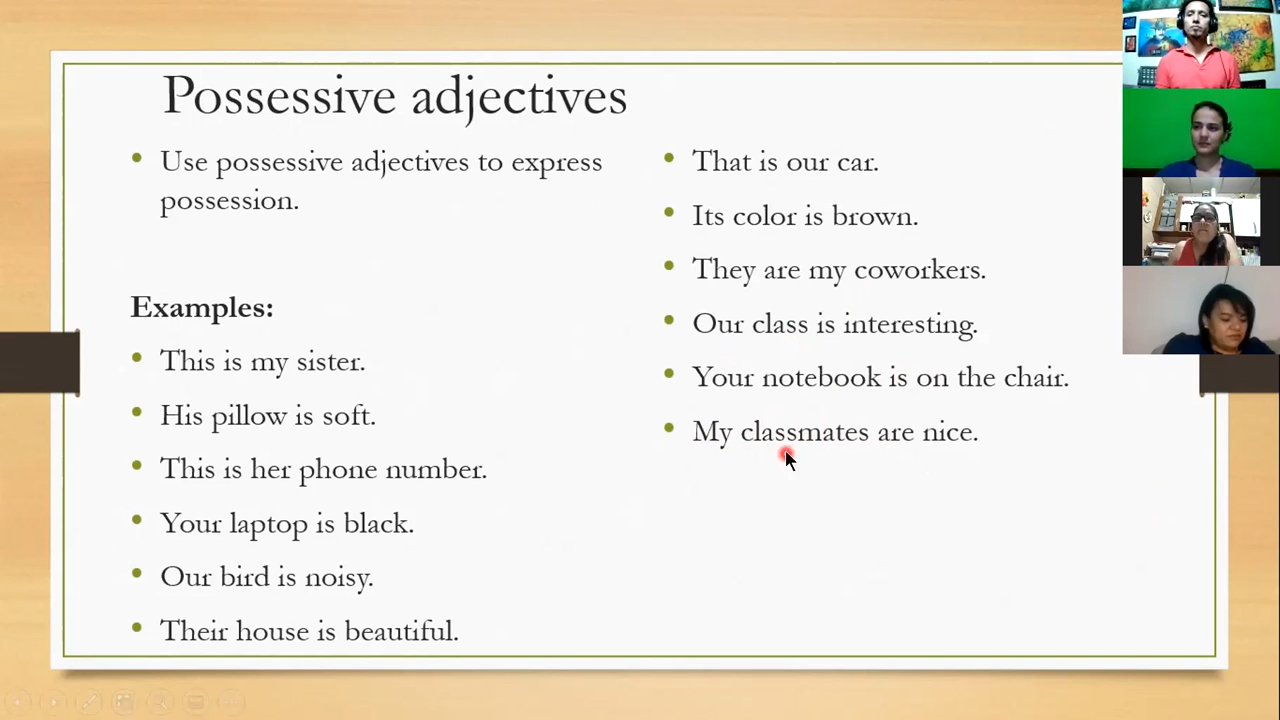 Possessive adjectives
Use possessive adjectives to express
possession.
Examples:
This is my sister.
His pillow is soft.
This is her phone number.
Your laptop is black.
Our bird is noisy.
Their house is beautiful.
That is our car.
Its color is brown.
They are my coworkers.
Our class is interesting.
Your notebook is on the chair.
My classmates are nice.